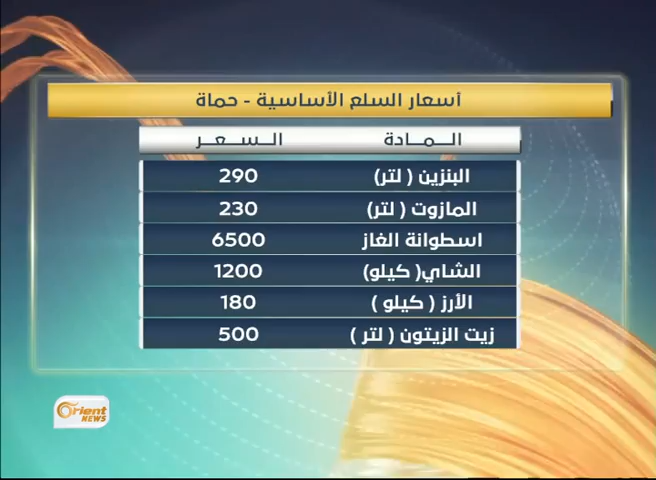 أسعار السلع الأساسية - حماة
المادة السعر
البنزين ( لتر) 290
المازوت ( لتر) 230
اسطوانة الغاز 6500
الشاي( كيلو) 1200
الأرز ( كيلو ) 180
زيت الزيتون ( لتر ) 500
Orient
NEWS